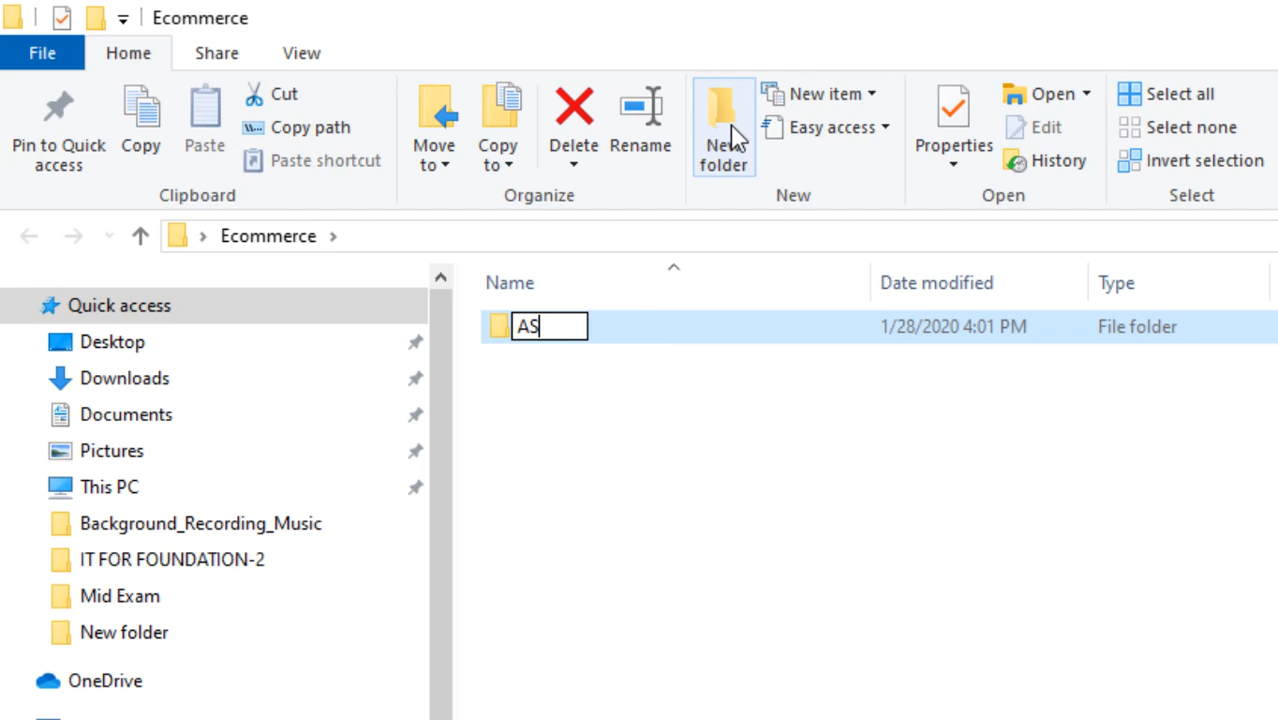 Ecommerce
File Home Share View
Pin to Quick access
Copy
Paste
Cut
Copy path
Paste shortcut
Clipboard
Move to
Copy to
Delete
Rename
Organize
New folder
New item
Easy access
New
Properties
Open
Edit
History
Open
Select all
Select none
Invert selection
Select
Ecommerce
Name Date modified Type
AS 1/28/2020 4:01 PM File folder
Quick access
Desktop
Downloads
Documents
Pictures
This PC
Background_Recording_Music
IT FOR FOUNDATION-2
Mid Exam
New folder
OneDrive